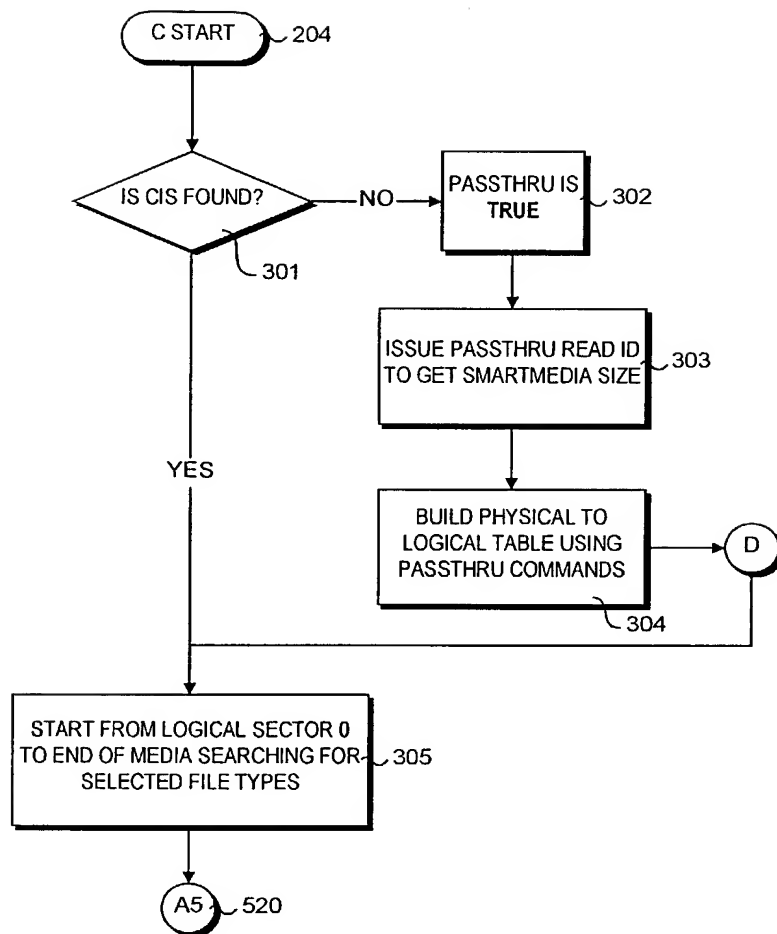 C START
204
IS CIS FOUND?
301
NO
PASSTHRU IS
TRUE
302
ISSUE PASSTHRU READ ID
TO GET SMARTMEDIA SIZE
303
YES
BUILD PHYSICAL TO
LOGICAL TABLE USING
PASSTHRU COMMANDS
304
D
START FROM LOGICAL SECTOR 0
TO END OF MEDIA SEARCHING FOR
SELECTED FILE TYPES
305
A5
520